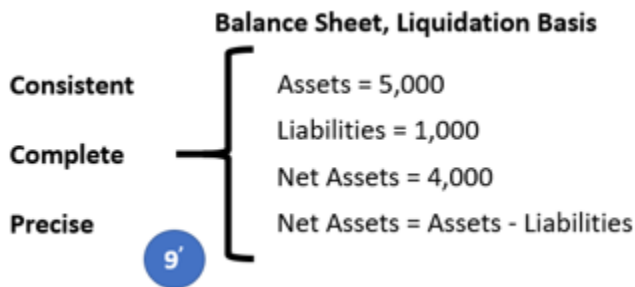 Balance Sheet, Liquidation Basis
Consistent
Complete
Precise
Assets = 5,000
Liabilities = 1,000
Net Assets = 4,000
Net Assets = Assets - Liabilities
9′